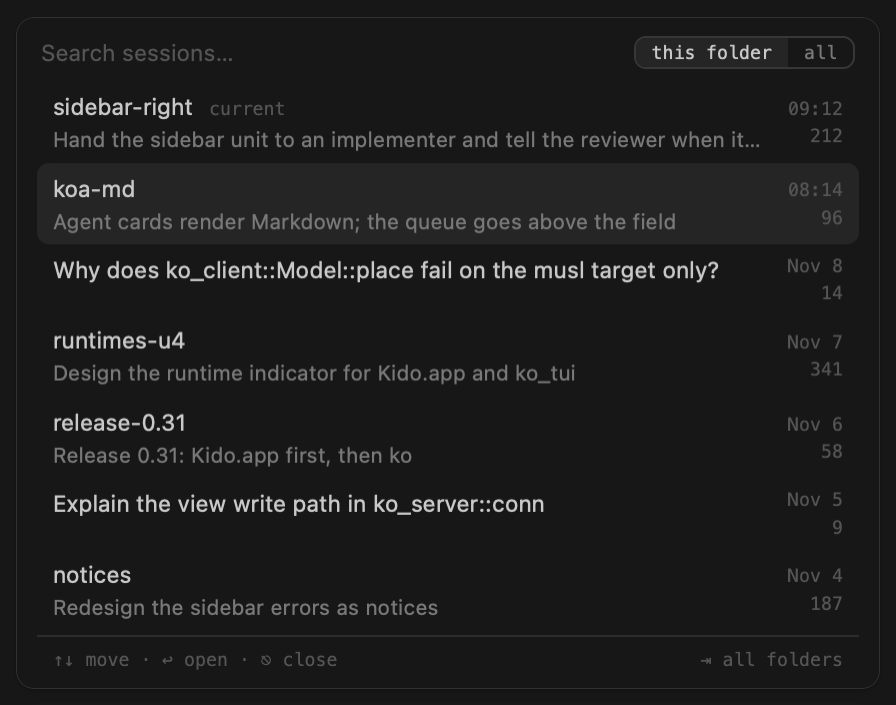 Search sessions… this folder all
sidebar-right current 09:12
Hand the sidebar unit to an implementer and tell the reviewer when it… 212
koa-md 08:14
Agent cards render Markdown; the queue goes above the field 96
Why does ko_client::Model::place fail on the musl target only? Nov 8
14
runtimes-u4 Nov 7
Design the runtime indicator for Kido.app and ko_tui 341
release-0.31 Nov 6
Release 0.31: Kido.app first, then ko 58
Explain the view write path in ko_server::conn Nov 5
9
notices Nov 4
Redesign the sidebar errors as notices 187
↑↓ move · ↩ open · ⎋ close ⇥ all folders